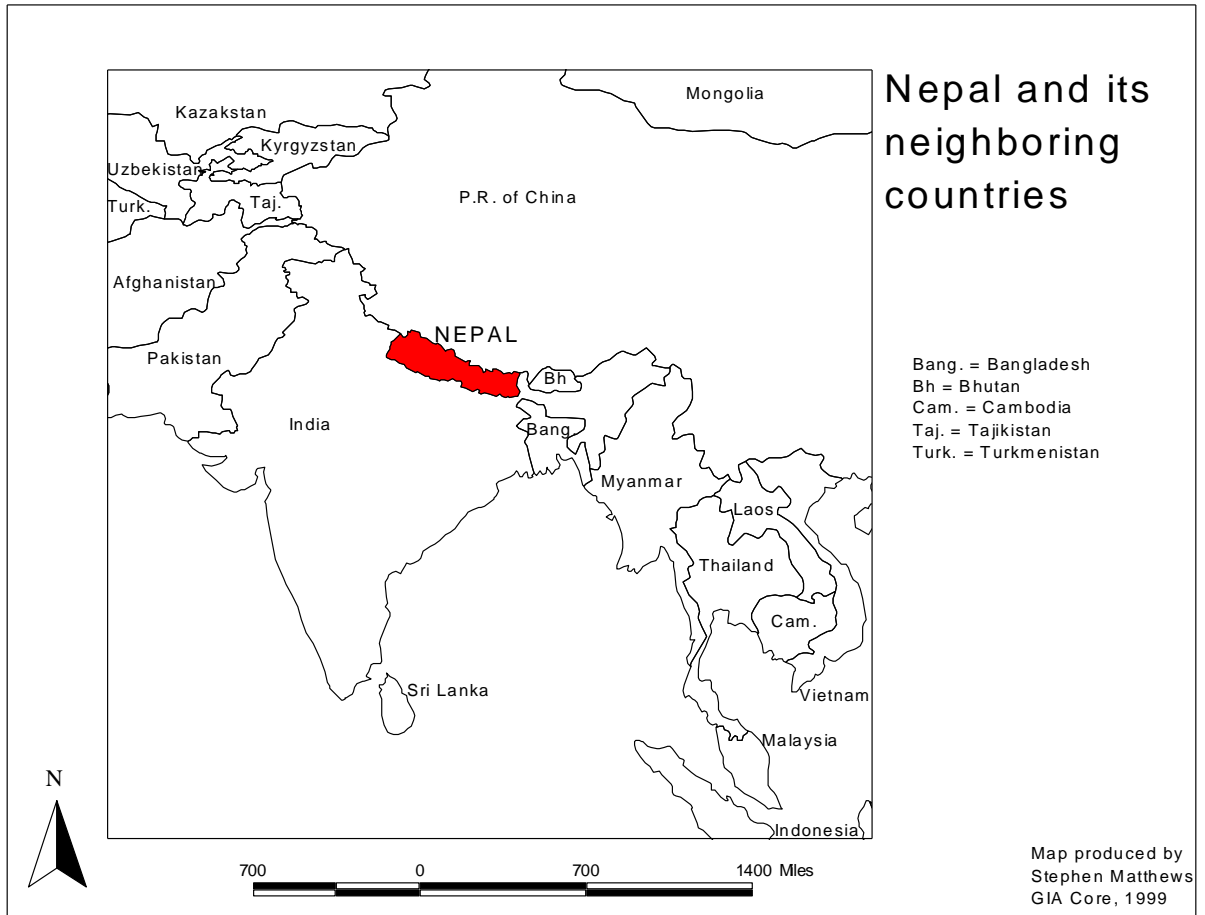 Nepal and its
neighboring
countries
Kazakstan
Mongolia
Kyrgyzstan
Uzbekistan
Turk.
Taj.
P.R. of China
Afghanistan
NEPAL
Pakistan
Bh
India
Bang.
Myanmar
Laos
Thailand
Cam.
Sri Lanka
Vietnam
Malaysia
Indonesia
Bang. = Bangladesh
Bh = Bhutan
Cam. = Cambodia
Taj. = Tajikistan
Turk. = Turkmenistan
N
700 0 700 1400 Miles
Map produced by
Stephen Matthews
GIA Core, 1999